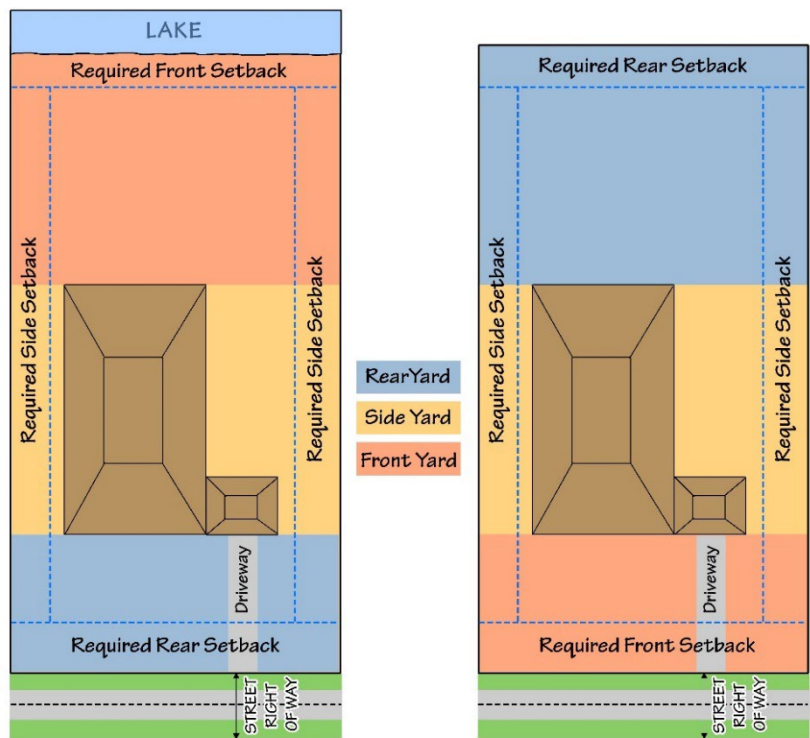 LAKE
Required Front Setback
Required Side Setback
Required Side Setback
Driveway
Required Rear Setback
STREET
RIGHT
OF WAY
Rear Yard
Side Yard
Front Yard
Required Rear Setback
Required Side Setback
Required Side Setback
Driveway
Required Front Setback
STREET
RIGHT
OF WAY